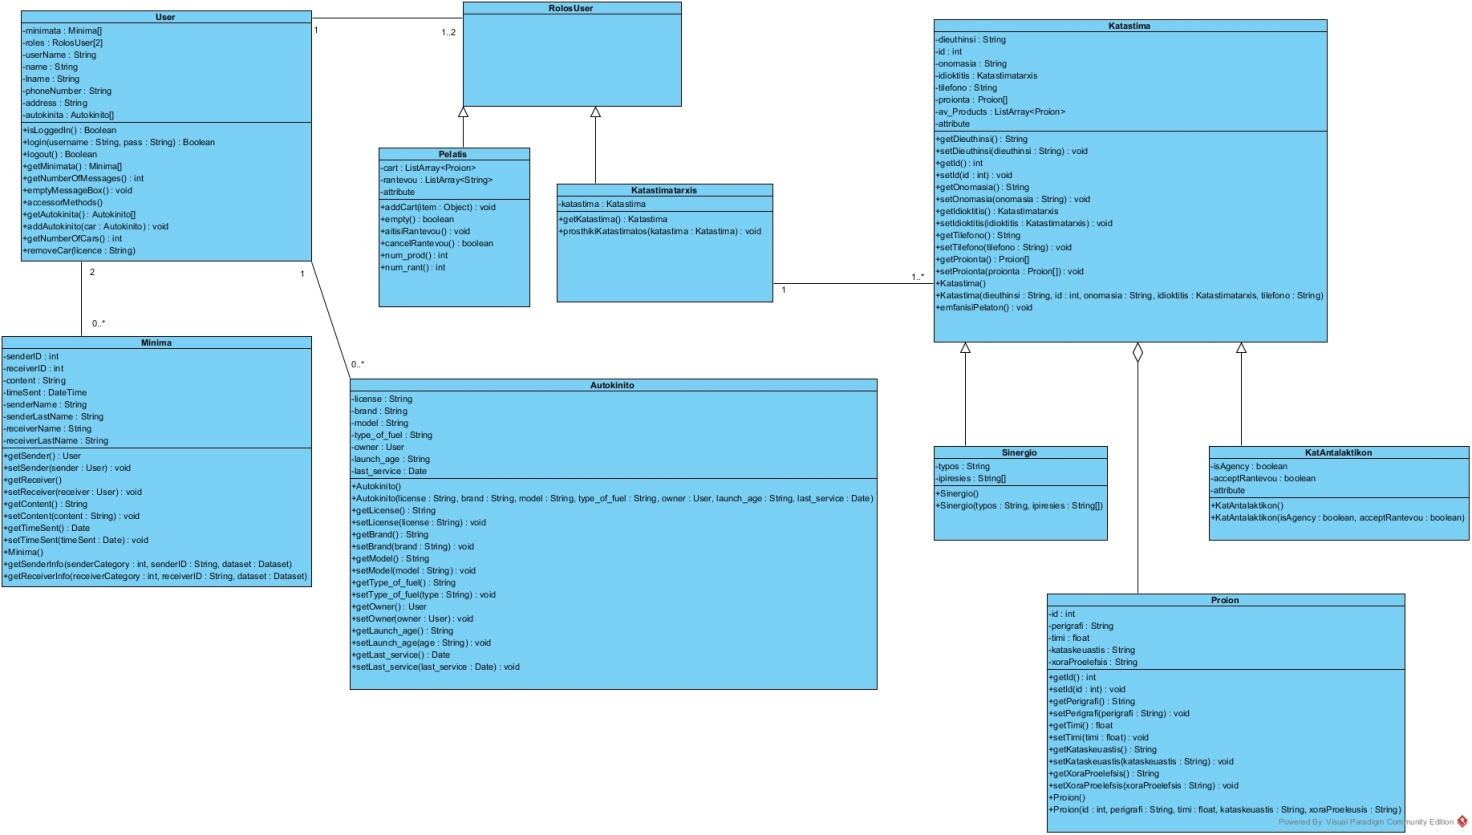 User
-minimata : Minima[]
-roles : RolosUser[2]
-userName : String
-name : String
-lname : String
-phoneNumber : String
-address : String
-autokinita : Autokinito[]
+isLoggedIn() : Boolean
+login(username : String, pass : String) : Boolean
+logout() : Boolean
+getMinimata() : Minima[]
+getNumberOfMessages() : int
+emptyMessageBox() : void
+accessorMethods()
+getAutokinita() : Autokinito[]
+addAutokinito(car : Autokinito) : void
+getNumberOfCars() : int
+removeCar(licence : String)
1
1..2
RolosUser
Pelatis
-cart : ListArray<Proion>
-rantevou : ListArray<String>
-attribute
+addCart(item : Object) : void
+empty() : boolean
+aitisiRantevou() : void
+cancelRantevou() : boolean
+num_prod() : int
+num_rant() : int
Katastimatarxis
-katastima : Katastima
+getKatastima() : Katastima
+prosthikiKatastimatos(katastima : Katastima) : void
1
1..*
Katastima
-dieuthinsi : String
-id : int
-onomasia : String
-idioktitis : Katastimatarxis
-tilefono : String
-proionta : Proion[]
-av_Products : ListArray<Proion>
-attribute
+getDieuthinsi() : String
+setDieuthinsi(dieuthinsi : String) : void
+getId() : int
+setId(id : int) : void
+getOnomasia() : String
+setOnomasia(onomasia : String) : void
+getIdioktitis() : Katastimatarxis
+setIdioktitis(idioktitis : Katastimatarxis) : void
+getTilefono() : String
+setTilefono(tilefono : String) : void
+getProionta() : Proion[]
+setProionta(proionta : Proion[]) : void
+Katastima()
+Katastima(dieuthinsi : String, id : int, onomasia : String, idioktitis : Katastimatarxis, tilefono : String)
+emfanisiPelaton() : void
2
0..*
1
0..*
Minima
-senderID : int
-receiverID : int
-content : String
-timeSent : DateTime
-senderName : String
-senderLastName : String
-receiverName : String
-receiverLastName : String
+getSender() : User
+setSender(sender : User) : void
+getReceiver()
+setReceiver(receiver : User) : void
+getContent() : String
+setContent(content : String) : void
+getTimeSent() : Date
+setTimeSent(timeSent : Date) : void
+Minima()
+getSenderInfo(senderCategory : int, senderID : String, dataset : Dataset)
+getReceiverInfo(receiverCategory : int, receiverID : String, dataset : Dataset)
Autokinito
-license : String
-brand : String
-model : String
-type_of_fuel : String
-owner : User
-launch_age : String
-last_service : Date
+Autokinito()
+Autokinito(license : String, brand : String, model : String, type_of_fuel : String, owner : User, launch_age : String, last_service : Date)
+getLicense() : String
+setLicense(license : String) : void
+getBrand() : String
+setBrand(brand : String) : void
+getModel() : String
+setModel(model : String) : void
+getType_of_fuel() : String
+setType_of_fuel(type : String) : void
+getOwner() : User
+setOwner(owner : User) : void
+getLaunch_age() : String
+setLaunch_age(age : String) : void
+getLast_service() : Date
+setLast_service(last_service : Date) : void
Sinergio
-typos : String
-ipiresies : String[]
+Sinergio()
+Sinergio(typos : String, ipiresies : String[])
KatAntalaktikon
-isAgency : boolean
-acceptRantevou : boolean
-attribute
+KatAntalaktikon()
+KatAntalaktikon(isAgency : boolean, acceptRantevou : boolean)
Proion
-id : int
-perigrafi : String
-timi : float
-kataskeuastis : String
-xoraProelefsis : String
+getId() : int
+setId(id : int) : void
+getPerigrafi() : String
+setPerigrafi(perigrafi : String) : void
+getTimi() : float
+setTimi(timi : float) : void
+getKataskeuastis() : String
+setKataskeuastis(kataskeuastis : String) : void
+getXoraProelefsis() : String
+setXoraProelefsis(xoraProelefsis : String) : void
+Proion()
+Proion(id : int, perigrafi : String, timi : float, kataskeuastis : String, xoraProeleusis : String)
Powered By Visual Paradigm Community Edition